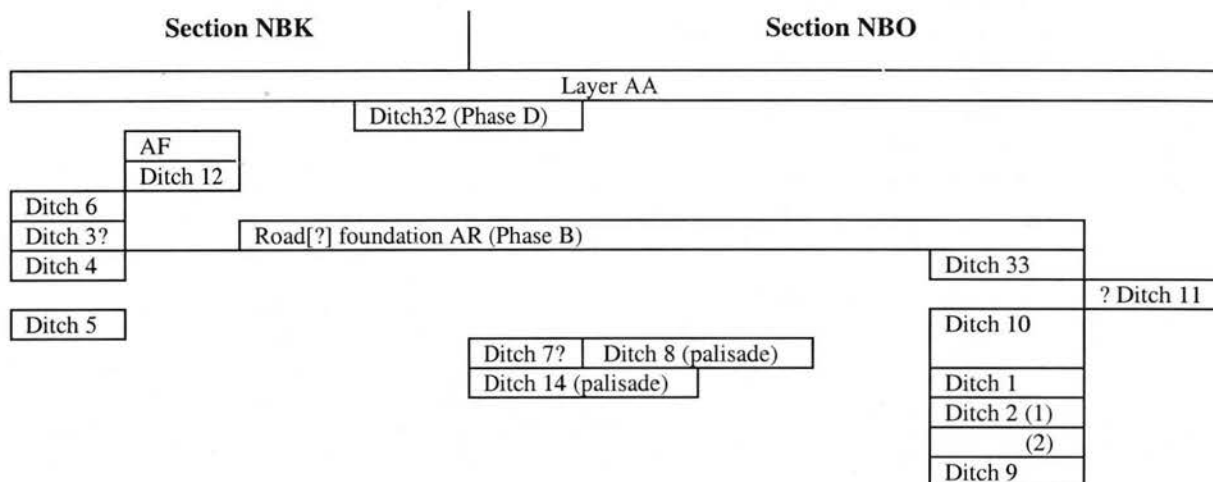 Section NBK Section NBO
Layer AA
Ditch32 (Phase D)
AF
Ditch 12
Ditch 6
Ditch 3? Road[?] foundation AR (Phase B)
Ditch 4 Ditch 33
? Ditch 11
Ditch 5 Ditch 10
Ditch 7? Ditch 8 (palisade)
Ditch 14 (palisade) Ditch 1
Ditch 2 (1)
(2)
Ditch 9